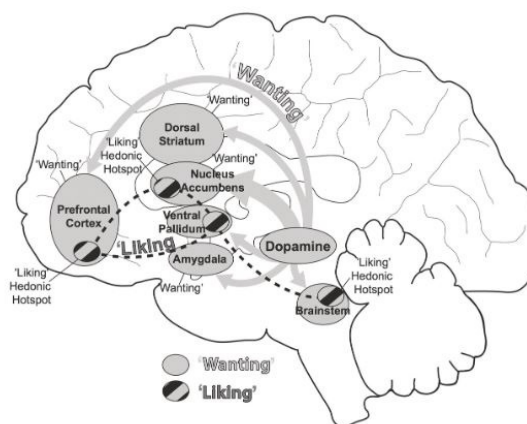 'Wanting'
'Wanting'
Dorsal
Striatum
'Liking'
Hedonic
Hotspot
'Wanting'
Nucleus
Accumbens
'Wanting'
Prefrontal
Cortex
Ventral
Pallidum
'Liking
Dopamine
Amygdala
'Liking'
Hedonic
Hotspot
'Wanting'
Brainstem
'Liking'
Hedonic
Hotspot
'Wanting'
'Liking'